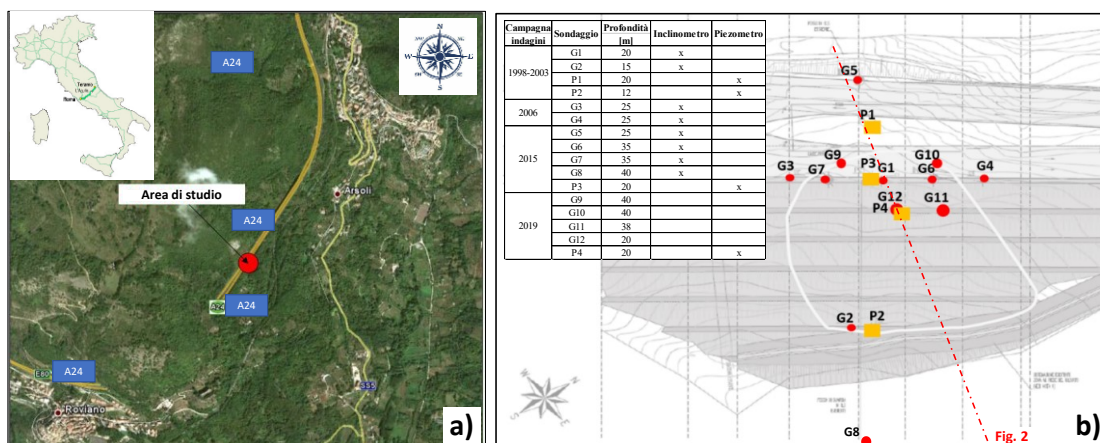 Teramo
L'Aquila
Roma
N
W
E
S
A24
A24
A24
A24
Area di studio
Arsoli
Roviano
a)
Campagna indagini Sondaggio Profondità [m] Inclinometro Piezometro
1998-2003
G1 20 x
G2 15 x
P1 20 x
P2 12 x
2006
G3 25 x
G4 25 x
2015
G5 25 x
G6 35 x
G7 35 x
G8 40 x
P3 20 x
2019
G9 40
G10 40
G11 38
G12 20
P4 20 x
G5
P1
G9
G10
G3
G7
P3
G1
G6
G4
G12
P4
G11
G2
P2
G8
N
W
E
S
Fig. 2
b)